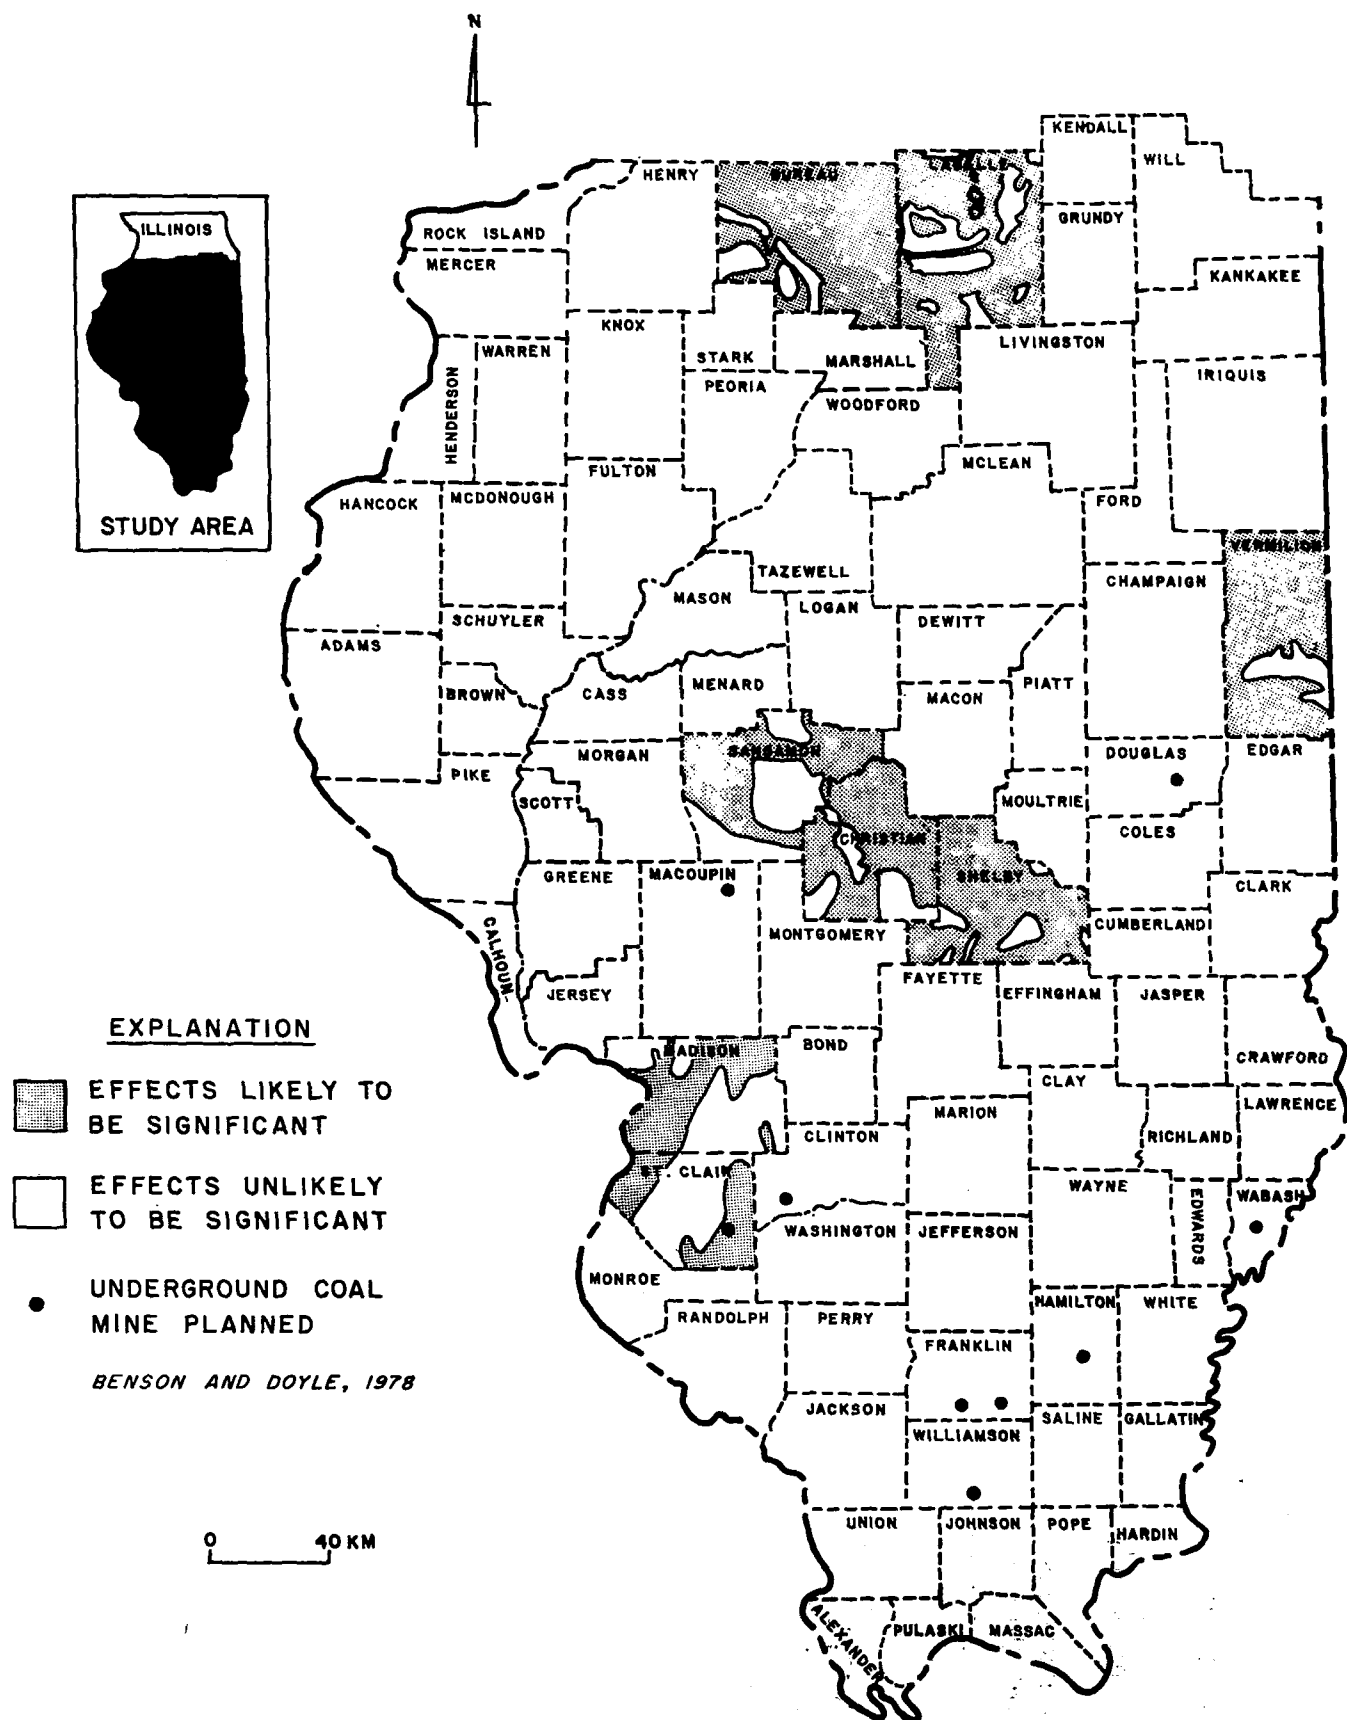 N
KENDALL
WILL
HENRY
BUREAU
LASALLE
ILLINOIS
STUDY AREA
ROCK ISLAND
GRUNDY
MERCER
KANKAKEE
KNOX
WARREN
STARK
MARSHALL
LIVINGSTON
IRIQUIS
PEORIA
HENDERSON
WOODFORD
FULTON
MCLEAN
HANCOCK
MCDONOUGH
FORD
VERMILION
TAZEWELL
CHAMPAIGN
MASON
LOGAN
SCHUYLER
DEWITT
ADAMS
BROWN
CASS
MENARD
PIATT
MACON
SANGAMON
MORGAN
DOUGLAS
EDGAR
PIKE
SCOTT
MOULTRIE
COLES
CHRISTIAN
GREENE
MACOUPIN
SHELBY
CLARK
CALHOUN
MONTGOMERY
CUMBERLAND
JERSEY
FAYETTE
EFFINGHAM
JASPER
EXPLANATION
MADISON
BOND
CRAWFORD
EFFECTS LIKELY TO
BE SIGNIFICANT
CLAY
MARION
LAWRENCE
CLINTON
RICHLAND
ST. CLAIR
EFFECTS UNLIKELY
TO BE SIGNIFICANT
WAYNE
EDWARDS
WABASH
WASHINGTON
JEFFERSON
MONROE
UNDERGROUND COAL
MINE PLANNED
HAMILTON
WHITE
RANDOLPH
PERRY
FRANKLIN
BENSON AND DOYLE, 1978
JACKSON
SALINE
GALLATIN
WILLIAMSON
UNION
JOHNSON
POPE
HARDIN
0 40 KM
ALEXANDER
PULASKI
MASSAC